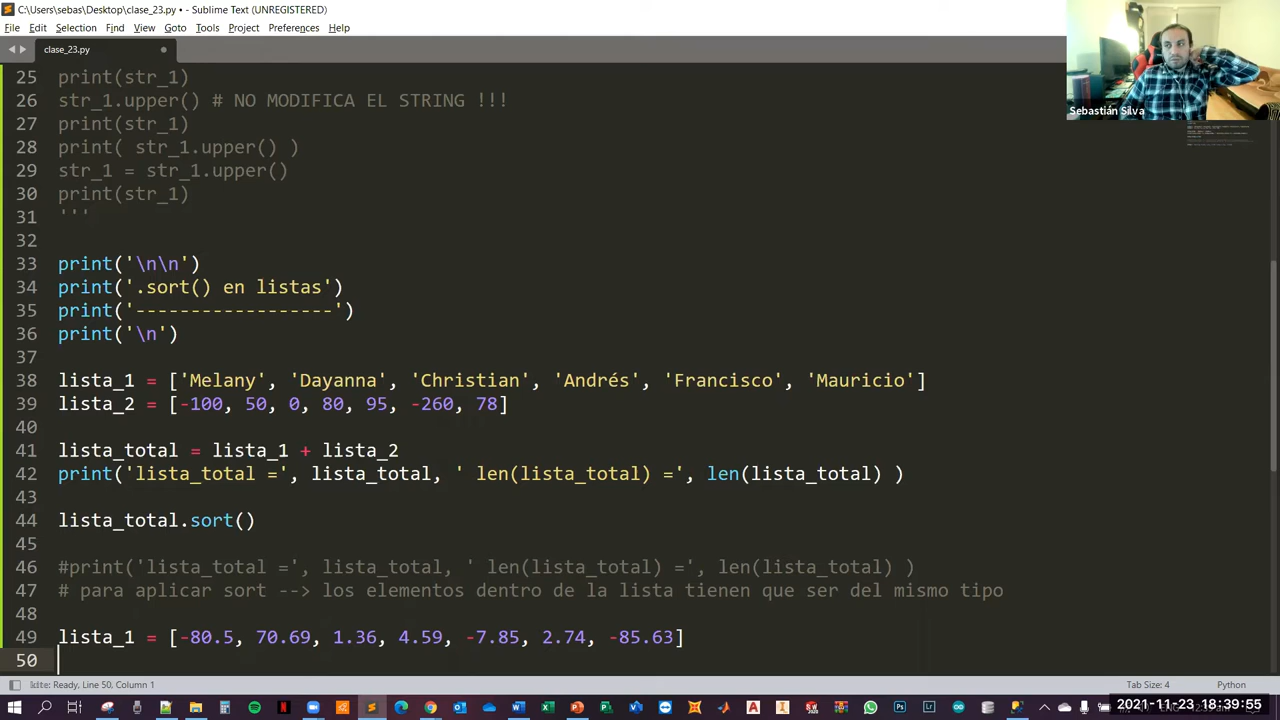 C:\Users\sebas\Desktop\clase_23.py • - Sublime Text (UNREGISTERED)
File Edit Selection Find View Goto Tools Project Preferences Help
clase_23.py
Sebastián Silva
25 print(str_1)
26 str_1.upper() # NO MODIFICA EL STRING !!!
27 print(str_1)
28 print( str_1.upper() )
29 str_1 = str_1.upper()
30 print(str_1)
31 '''
32
33 print('\n\n')
34 print('.sort() en listas')
35 print('------------------')
36 print('\n')
37
38 lista_1 = ['Melany', 'Dayanna', 'Christian', 'Andrés', 'Francisco', 'Mauricio']
39 lista_2 = [-100, 50, 0, 80, 95, -260, 78]
40
41 lista_total = lista_1 + lista_2
42 print('lista_total =', lista_total, ' len(lista_total) =', len(lista_total) )
43
44 lista_total.sort()
45
46 #print('lista_total =', lista_total, ' len(lista_total) =', len(lista_total) )
47 # para aplicar sort --> los elementos dentro de la lista tienen que ser del mismo tipo
48
49 lista_1 = [-80.5, 70.69, 1.36, 4.59, -7.85, 2.74, -85.63]
50
Ready, Line 50, Column 1
Tab Size: 4 Python
2021-11-23 18:39:55